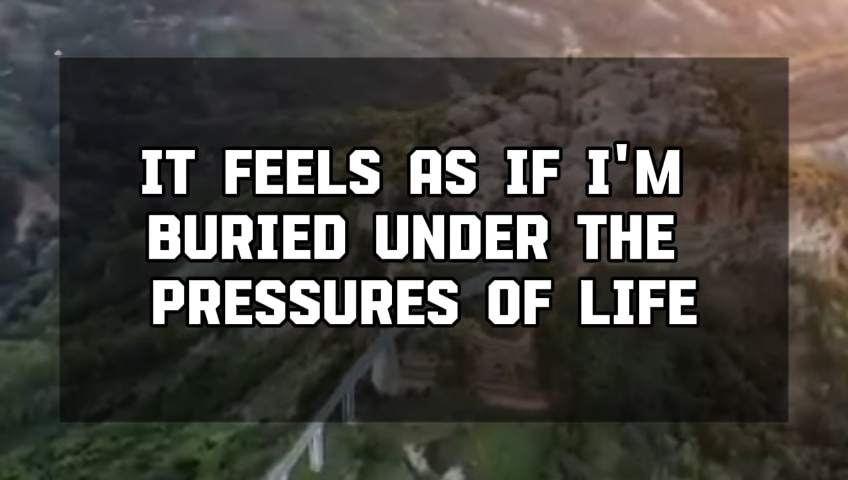 IT FEELS AS IF I'M
BURIED UNDER THE
PRESSURES OF LIFE